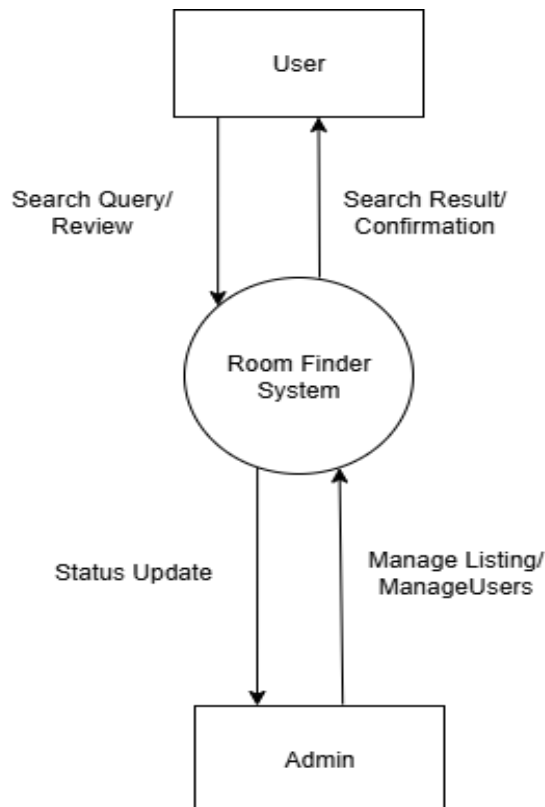 User
Search Query/
Review
Search Result/
Confirmation
Room Finder
System
Status Update
Manage Listing/
ManageUsers
Admin